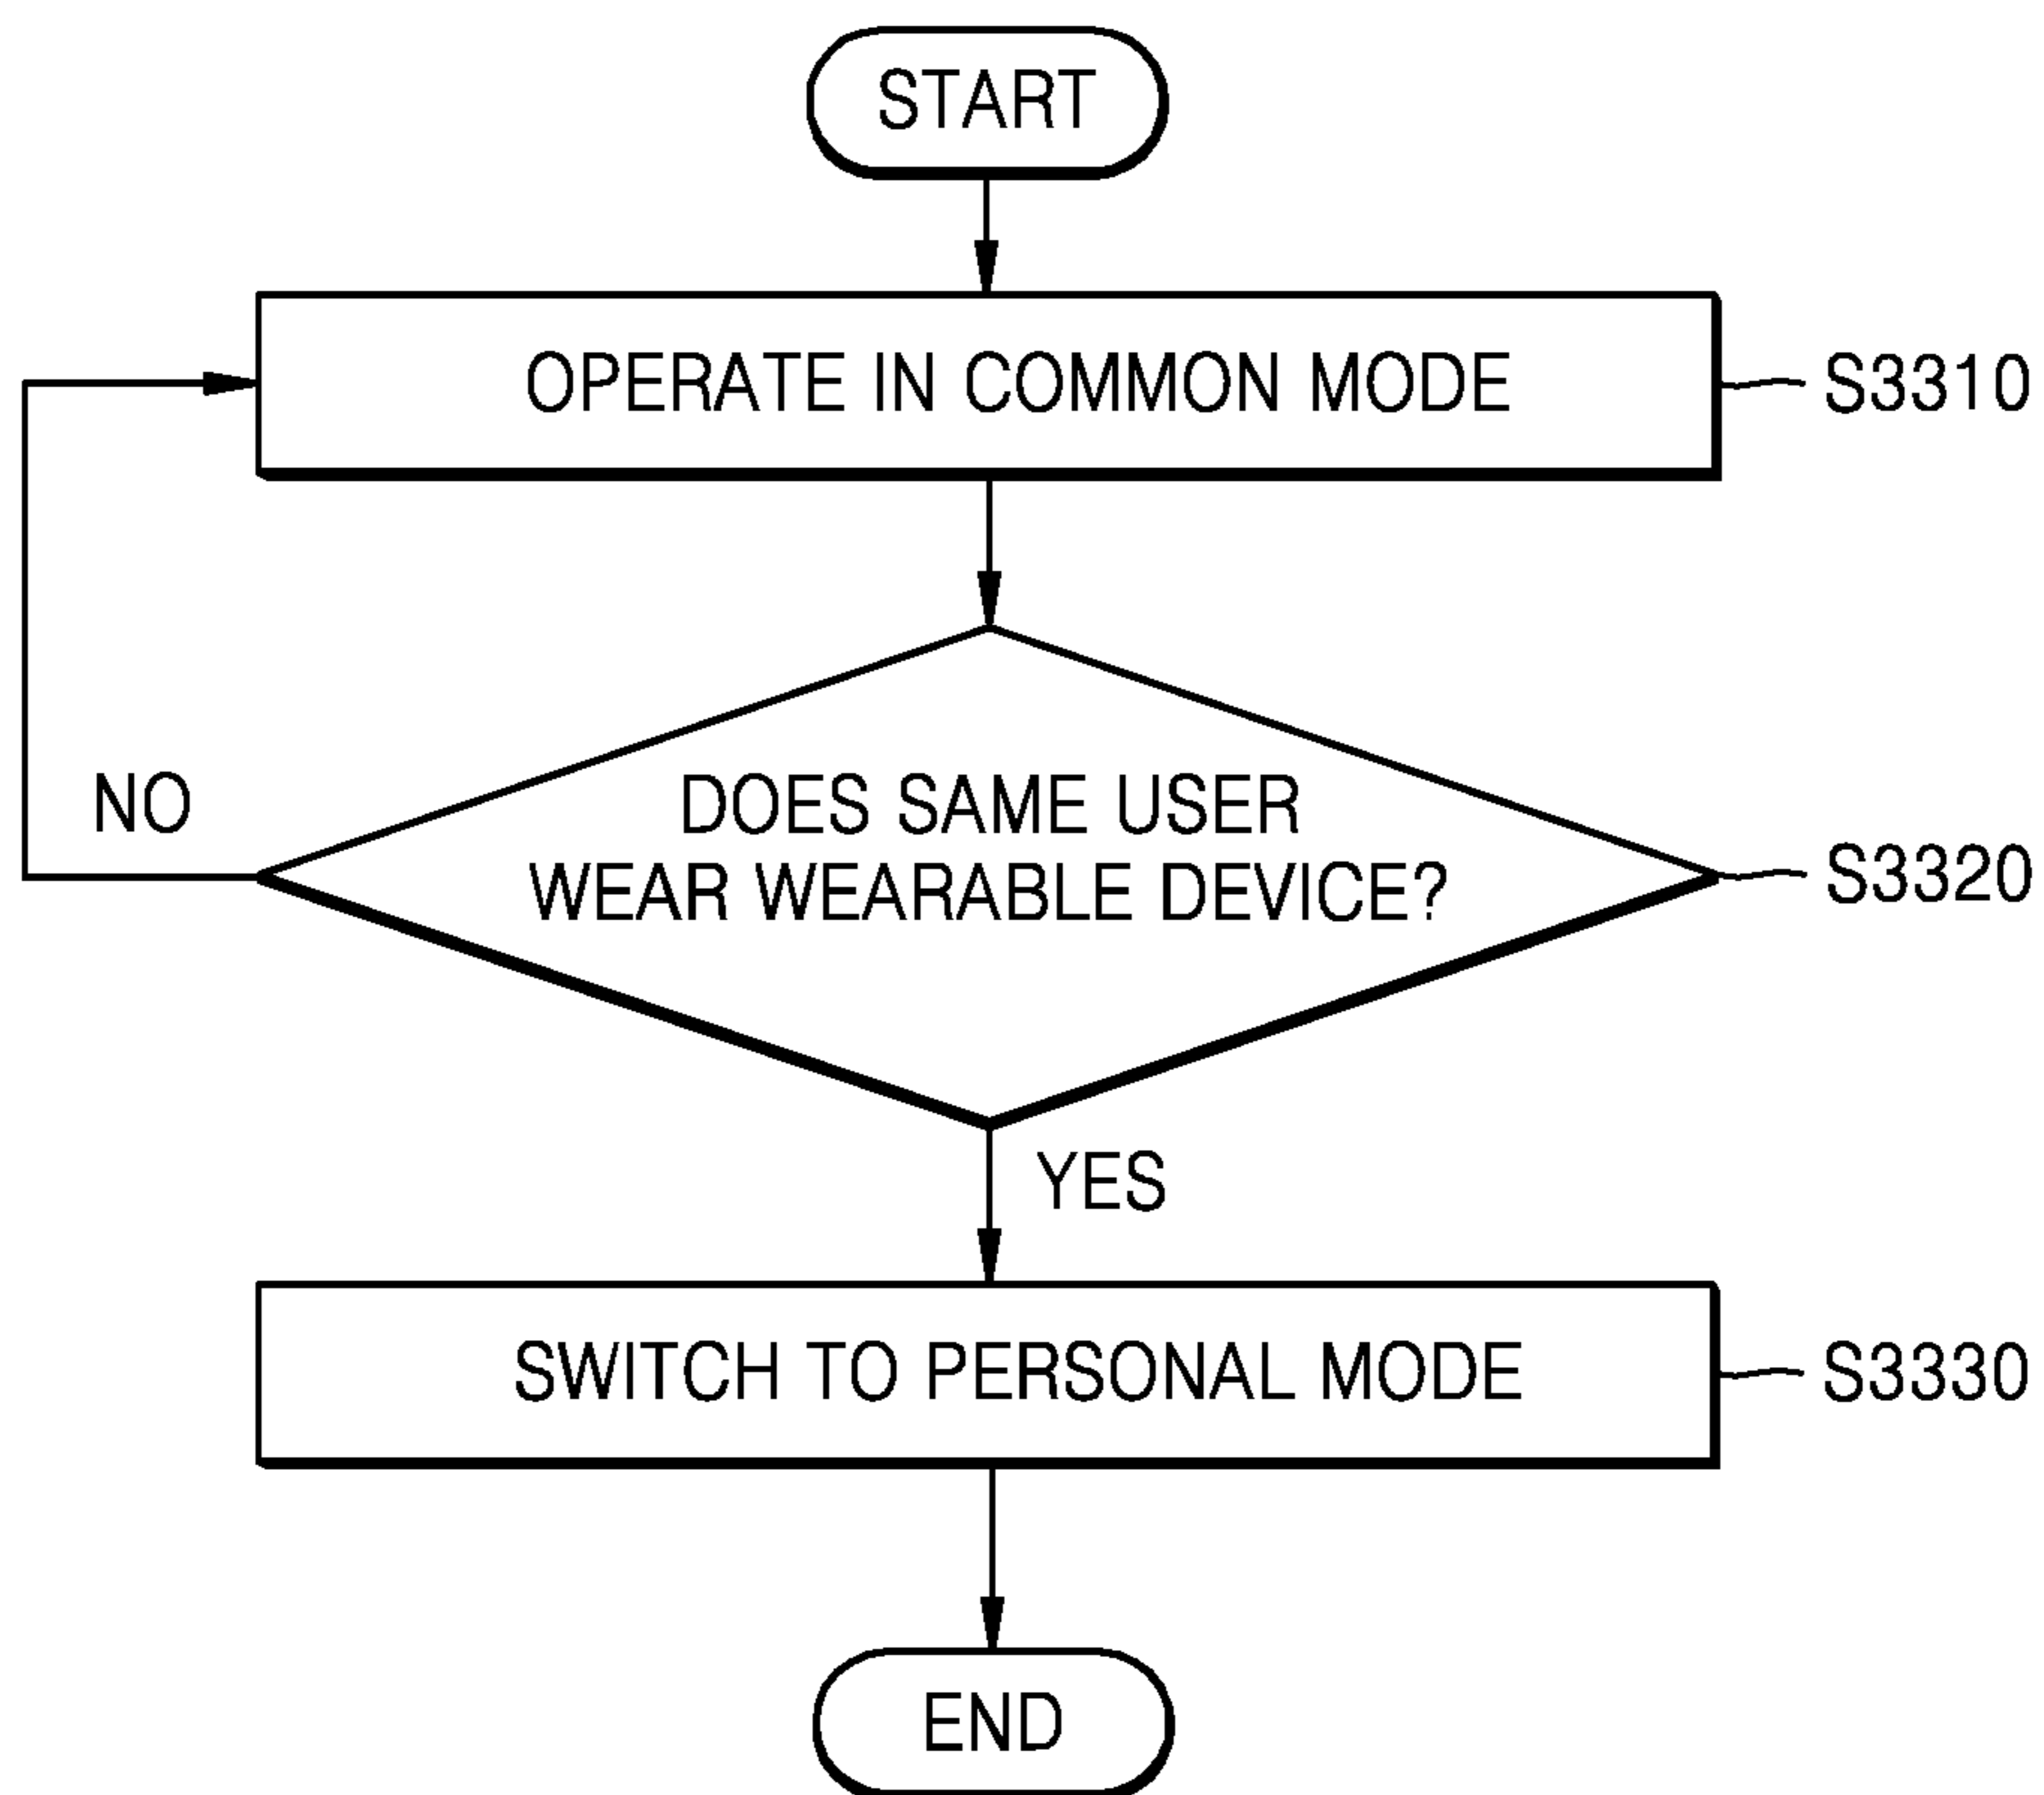 START
OPERATE IN COMMON MODE
S3310
NO
DOES SAME USER
WEAR WEARABLE DEVICE?
S3320
YES
SWITCH TO PERSONAL MODE
S3330
END